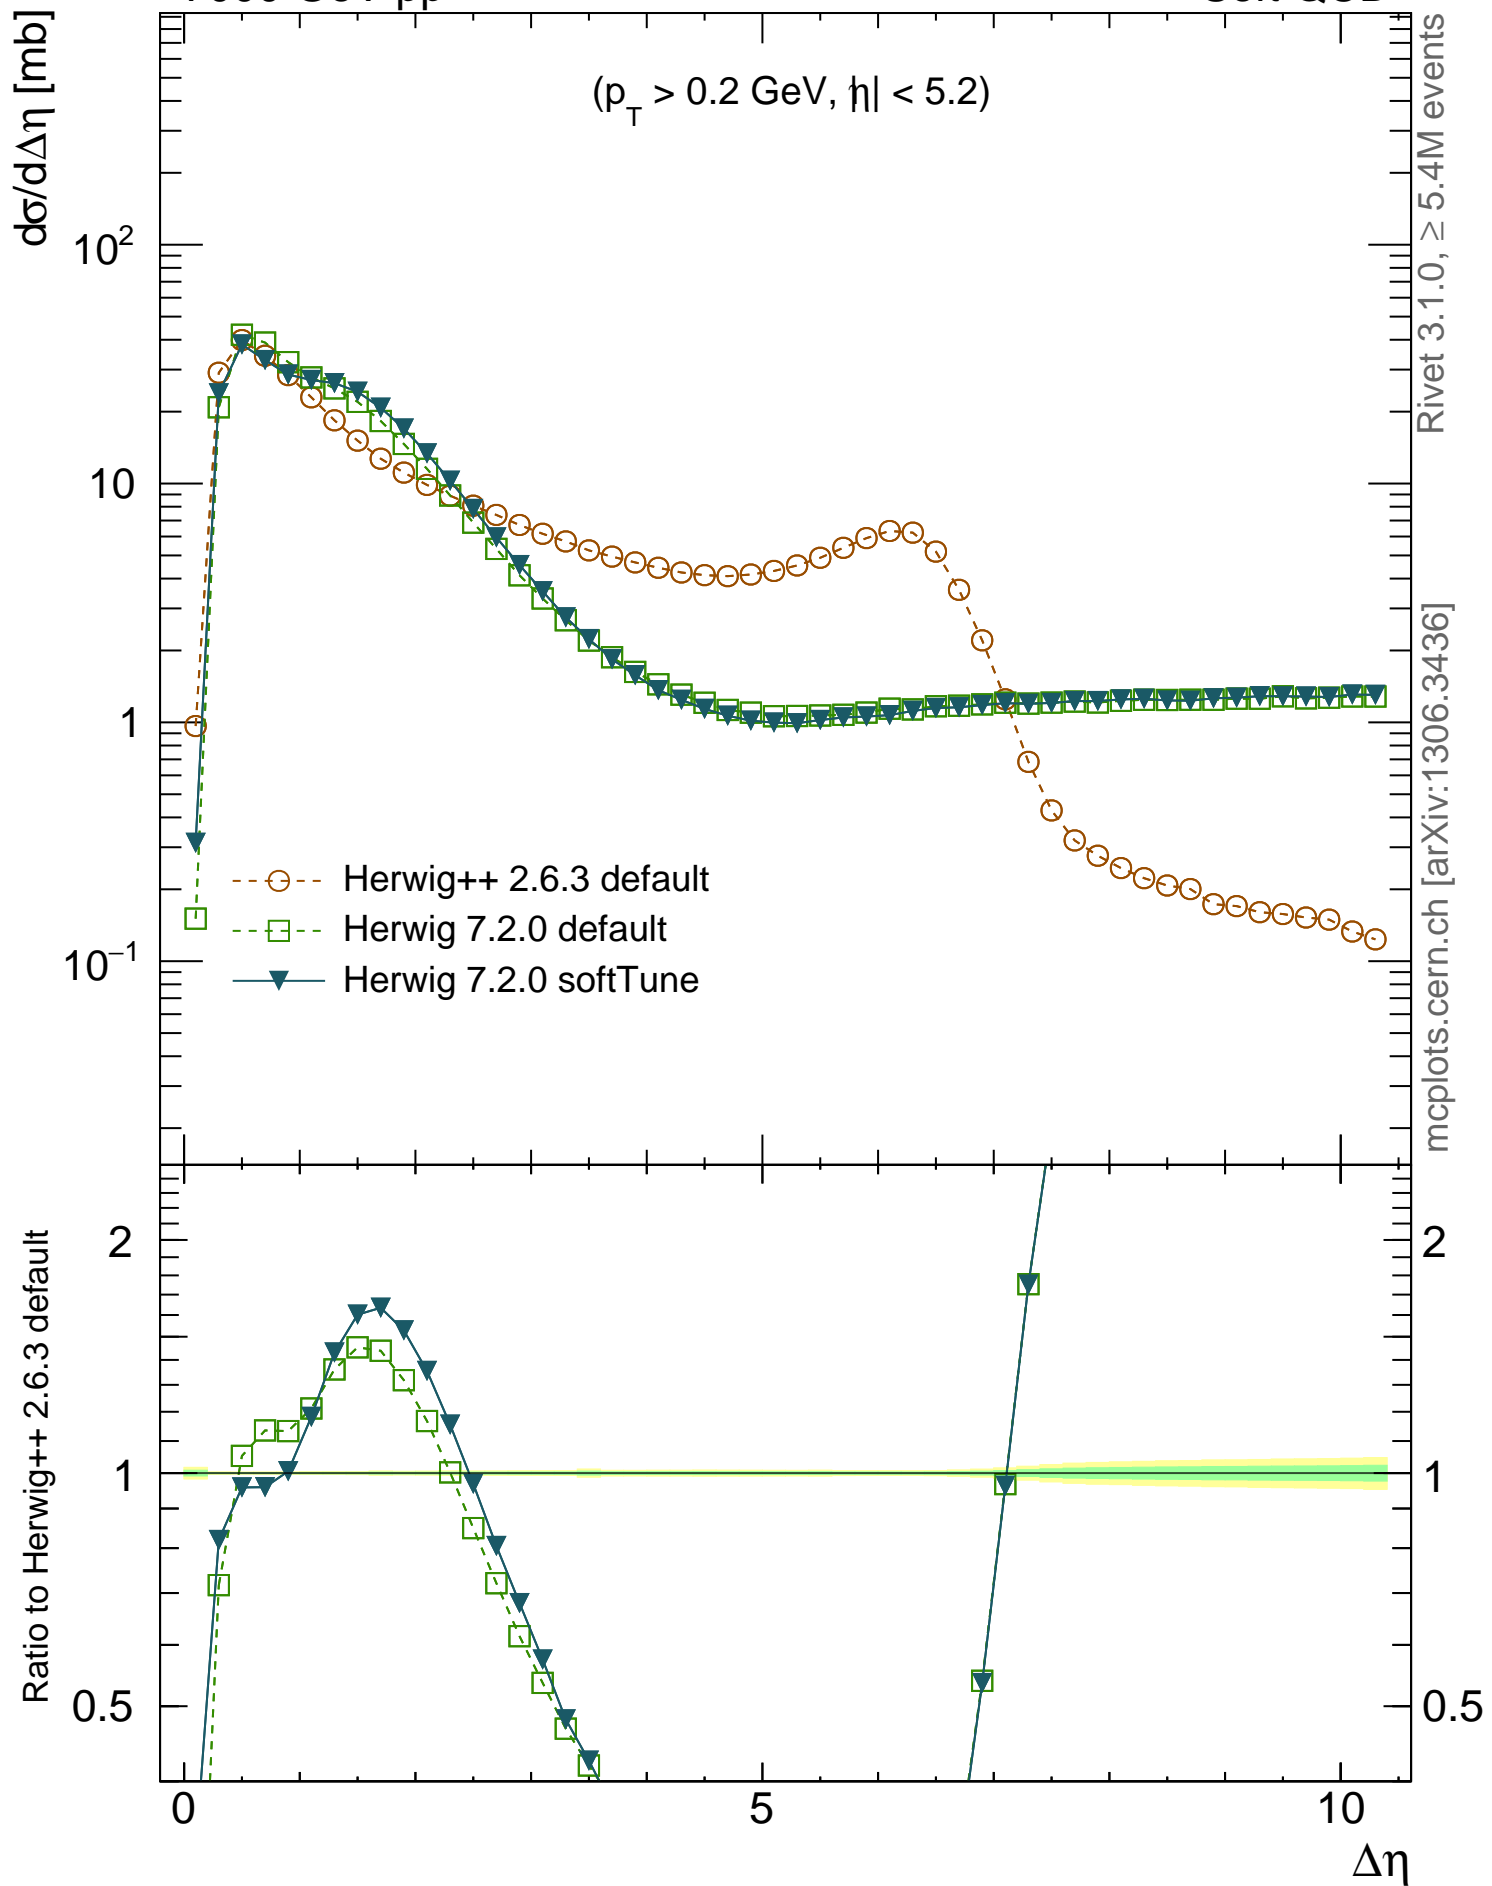 dσ/dΔη [mb]
(p_T > 0.2 GeV, |η| < 5.2)
10²
10
1
10⁻¹
Herwig++ 2.6.3 default
Herwig 7.2.0 default
Herwig 7.2.0 softTune
Rivet 3.1.0, ≥ 5.4M events
mcplots.cern.ch [arXiv:1306.3436]
Ratio to Herwig++ 2.6.3 default
2 2
1 1
0.5 0.5
0 5 10
Δη